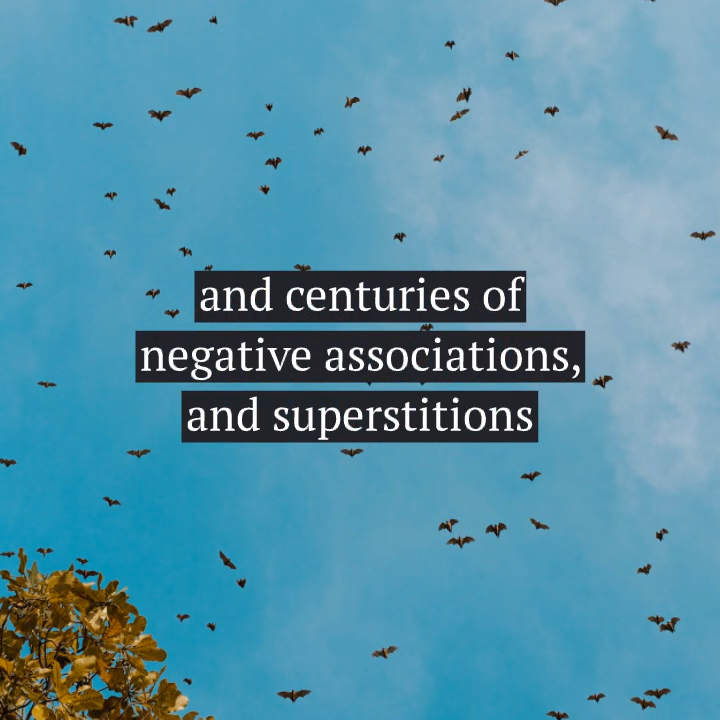 and centuries of
negative associations,
and superstitions